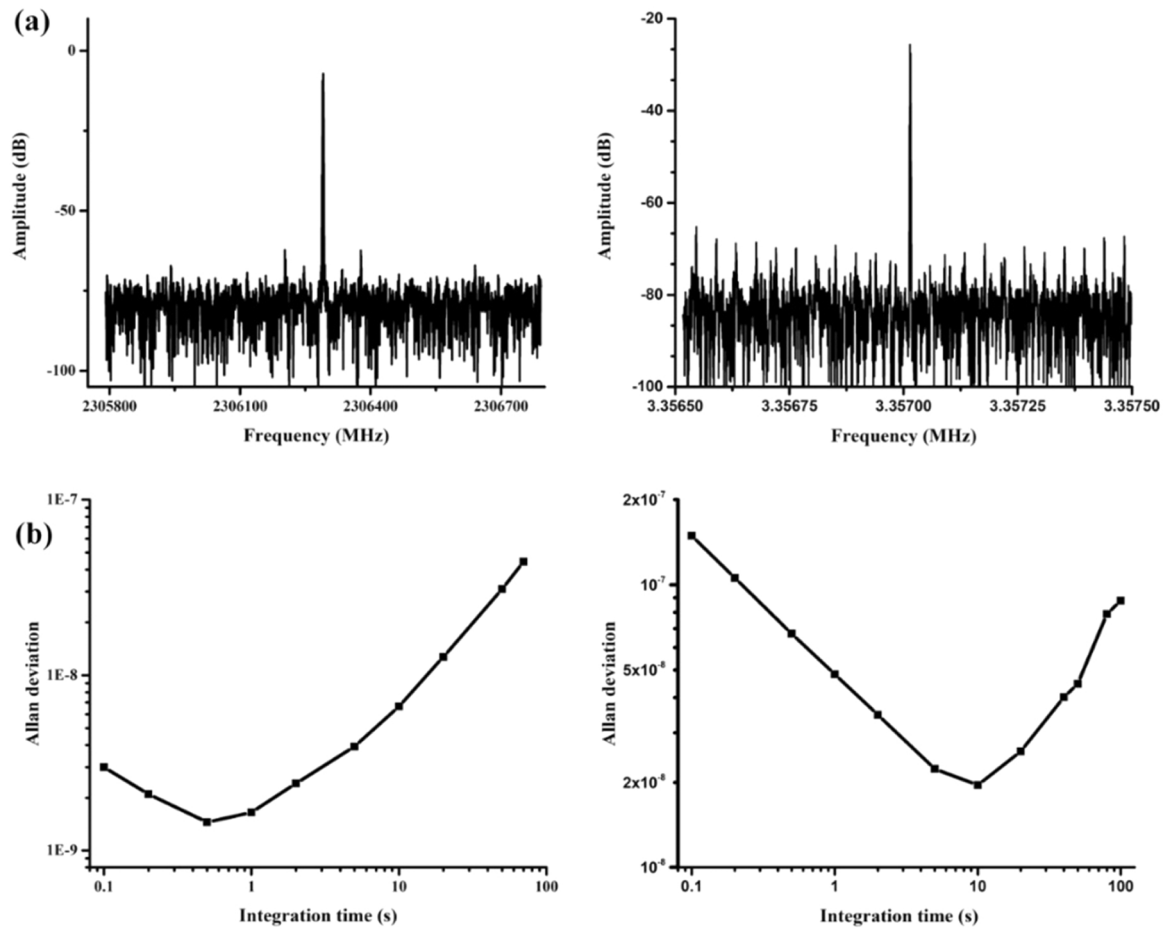 (a)
0
-50
-100
Amplitude (dB)
2305800 2306100 2306400 2306700
Frequency (MHz)
-20
-40
-60
-80
-100
Amplitude (dB)
3.35650 3.35675 3.35700 3.35725 3.35750
Frequency (MHz)
(b)
1E-7
1E-8
1E-9
Allan deviation
0.1 1 10 100
Integration time (s)
2x10-7
10-7
5x10-8
2x10-8
10-8
Allan deviation
0.1 1 10 100
Integration time (s)